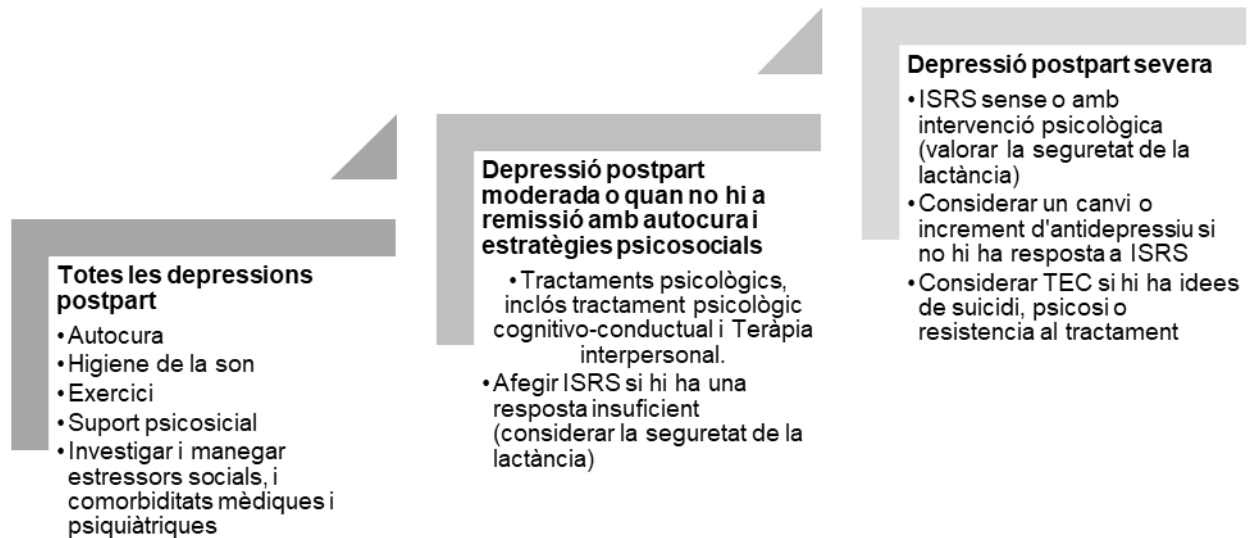 Totes les depressions
postpart
•Autocura
•Higiene de la son
•Exercici
•Suport psicosicial
•Investigar i manegar
estressors socials, i
comorbiditats mèdiques i
psiquiàtriques
Depressió postpart
moderada o quan no hi a
remissió amb autocura i
estratègies psicosocials
•Tractaments psicològics,
inclós tractament psicològic
cognitivo-conductual i Teràpia
interpersonal.
•Afegir ISRS si hi ha una
resposta insuficient
(considerar la seguretat de la
lactància)
Depressió postpart severa
•ISRS sense o amb
intervenció psicològica
(valorar la seguretat de la
lactància)
•Considerar un canvi o
increment d'antidepressiu si
no hi ha resposta a ISRS
•Considerar TEC si hi ha idees
de suicidi, psicosi o
resistencia al tractament